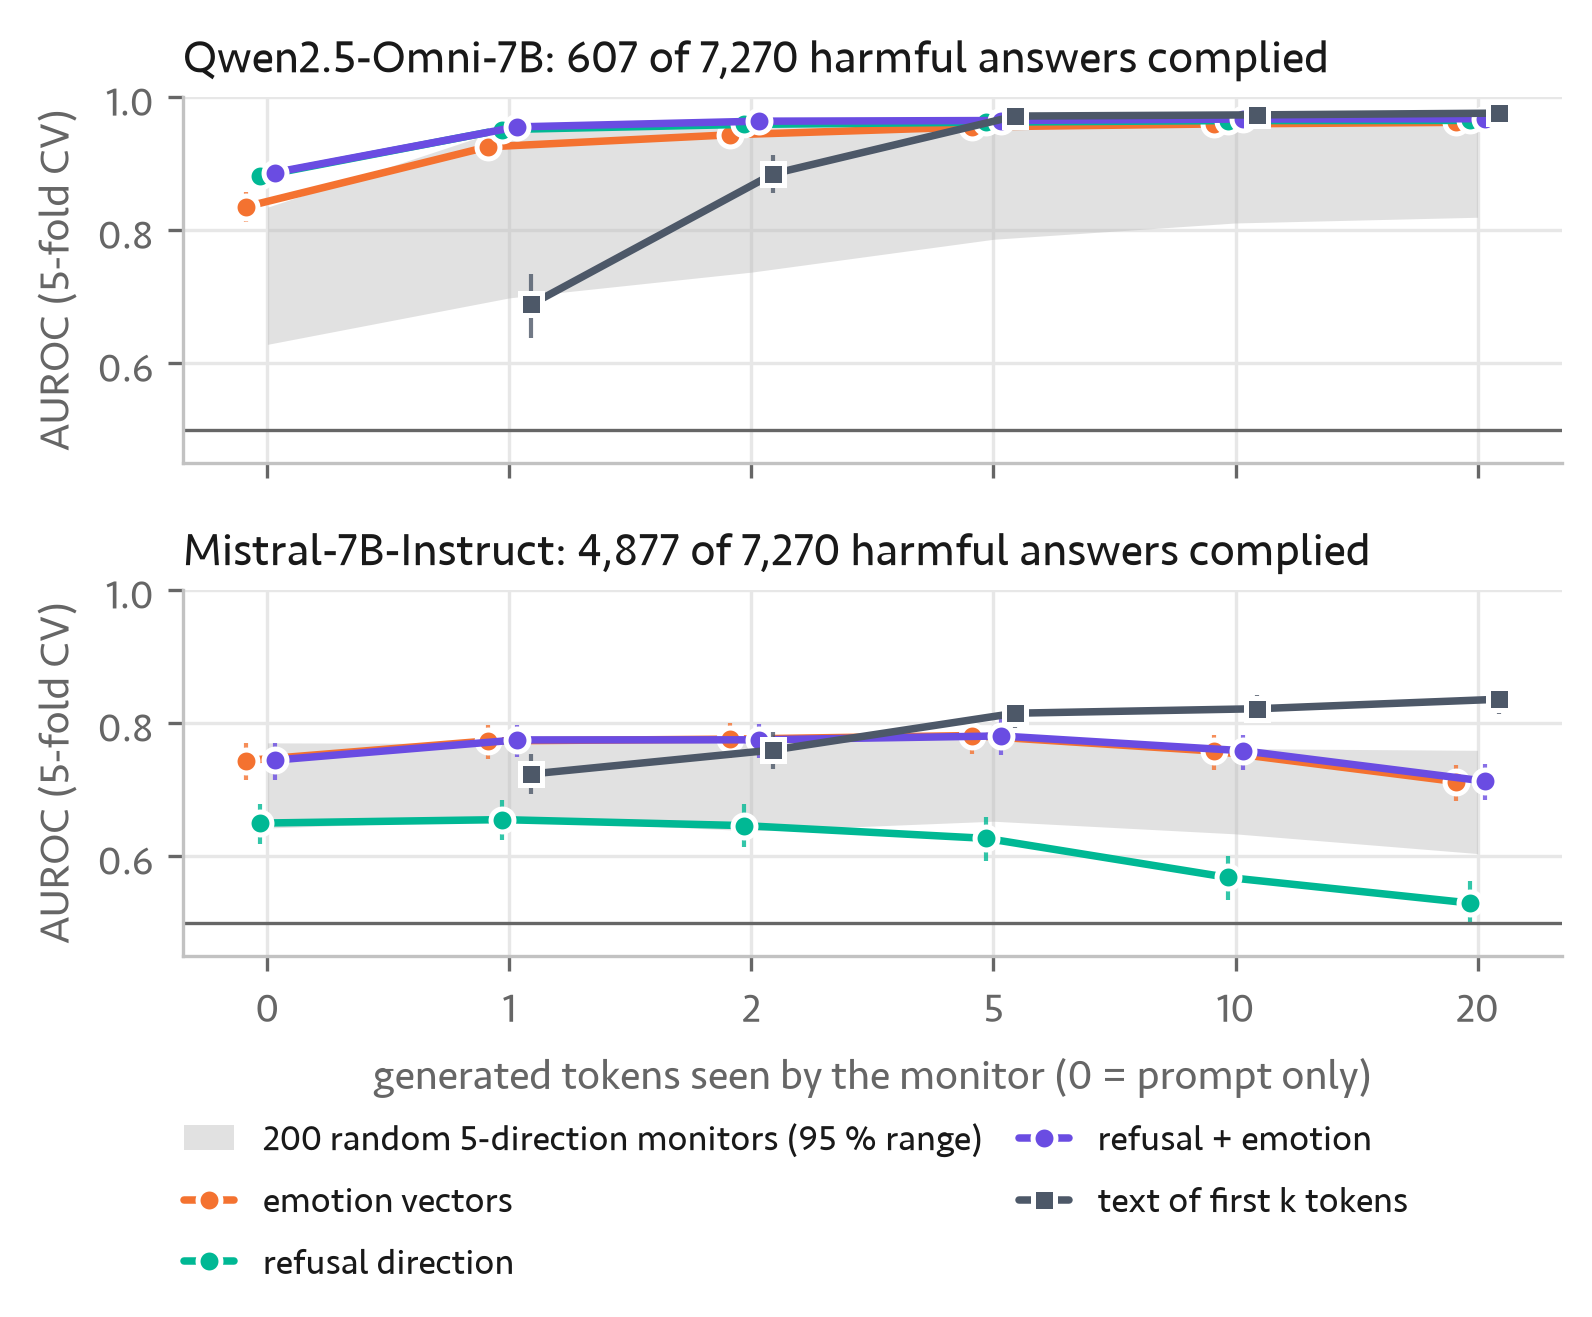 Qwen2.5-Omni-7B: 607 of 7,270 harmful answers complied
AUROC (5-fold CV)
1.0
0.8
0.6
Mistral-7B-Instruct: 4,877 of 7,270 harmful answers complied
AUROC (5-fold CV)
1.0
0.8
0.6
0 1 2 5 10 20
generated tokens seen by the monitor (0 = prompt only)
200 random 5-direction monitors (95 % range)
emotion vectors
refusal direction
refusal + emotion
text of first k tokens